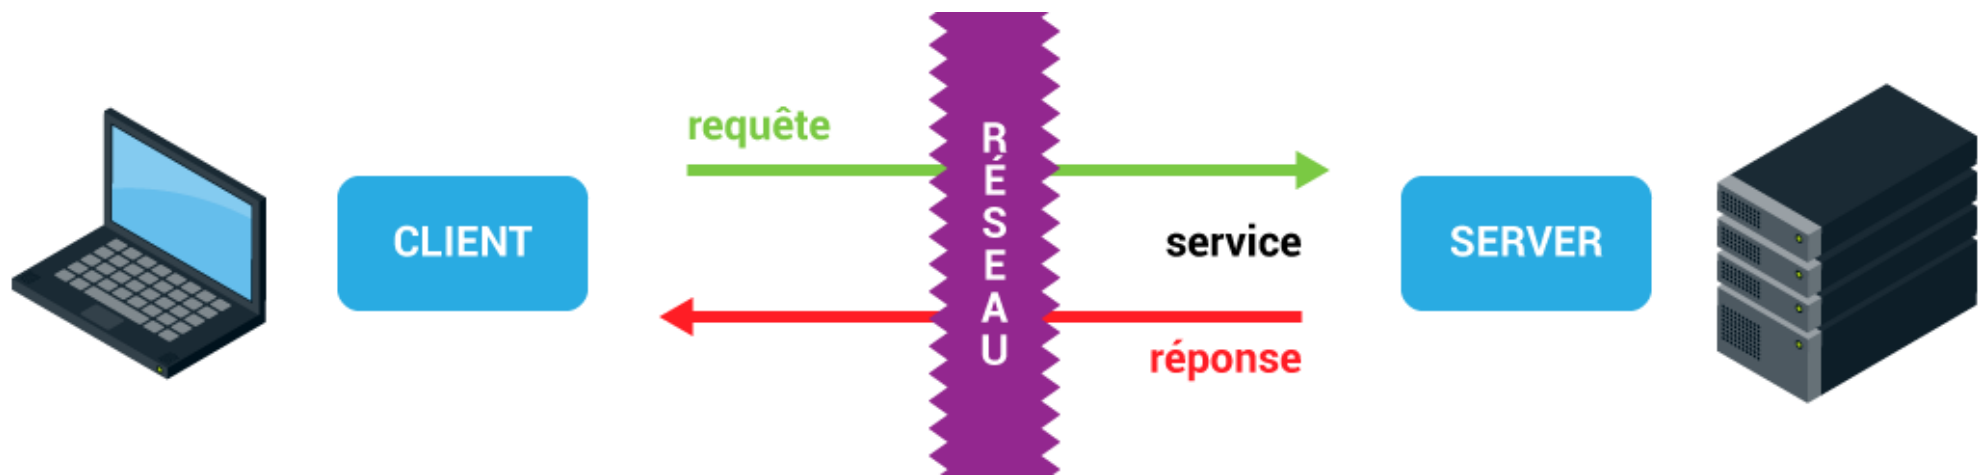 requête
CLIENT
RÉSEAU
service
SERVER
réponse